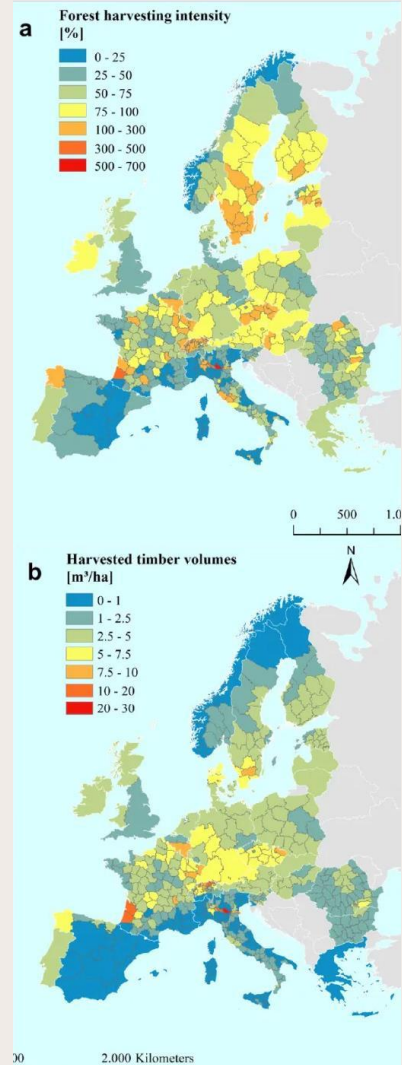 a
Forest harvesting intensity
[%]
0 - 25
25 - 50
50 - 75
75 - 100
100 - 300
300 - 500
500 - 700
0 500 1.0
N
b
Harvested timber volumes
[m³/ha]
0 - 1
1 - 2.5
2.5 - 5
5 - 7.5
7.5 - 10
10 - 20
20 - 30
00 2.000 Kilometers